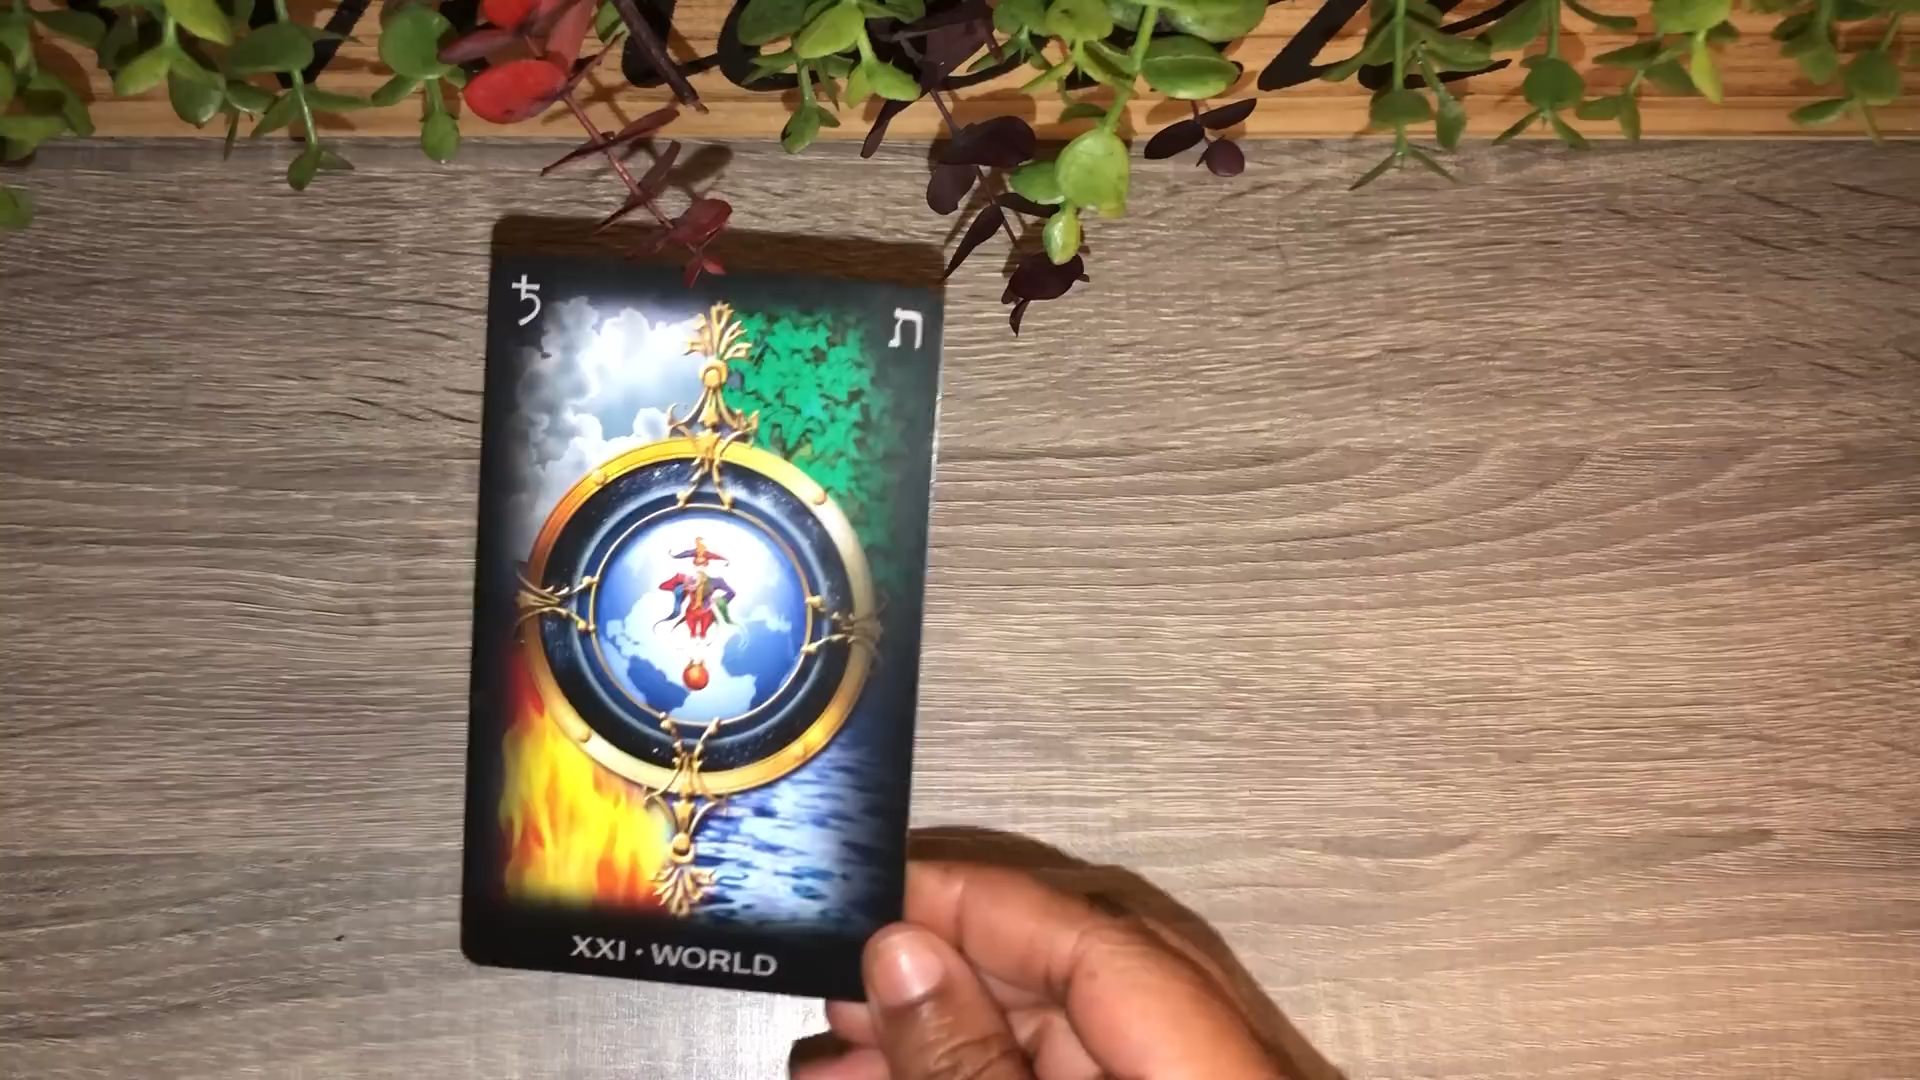 ♄ ת
XXI · WORLD